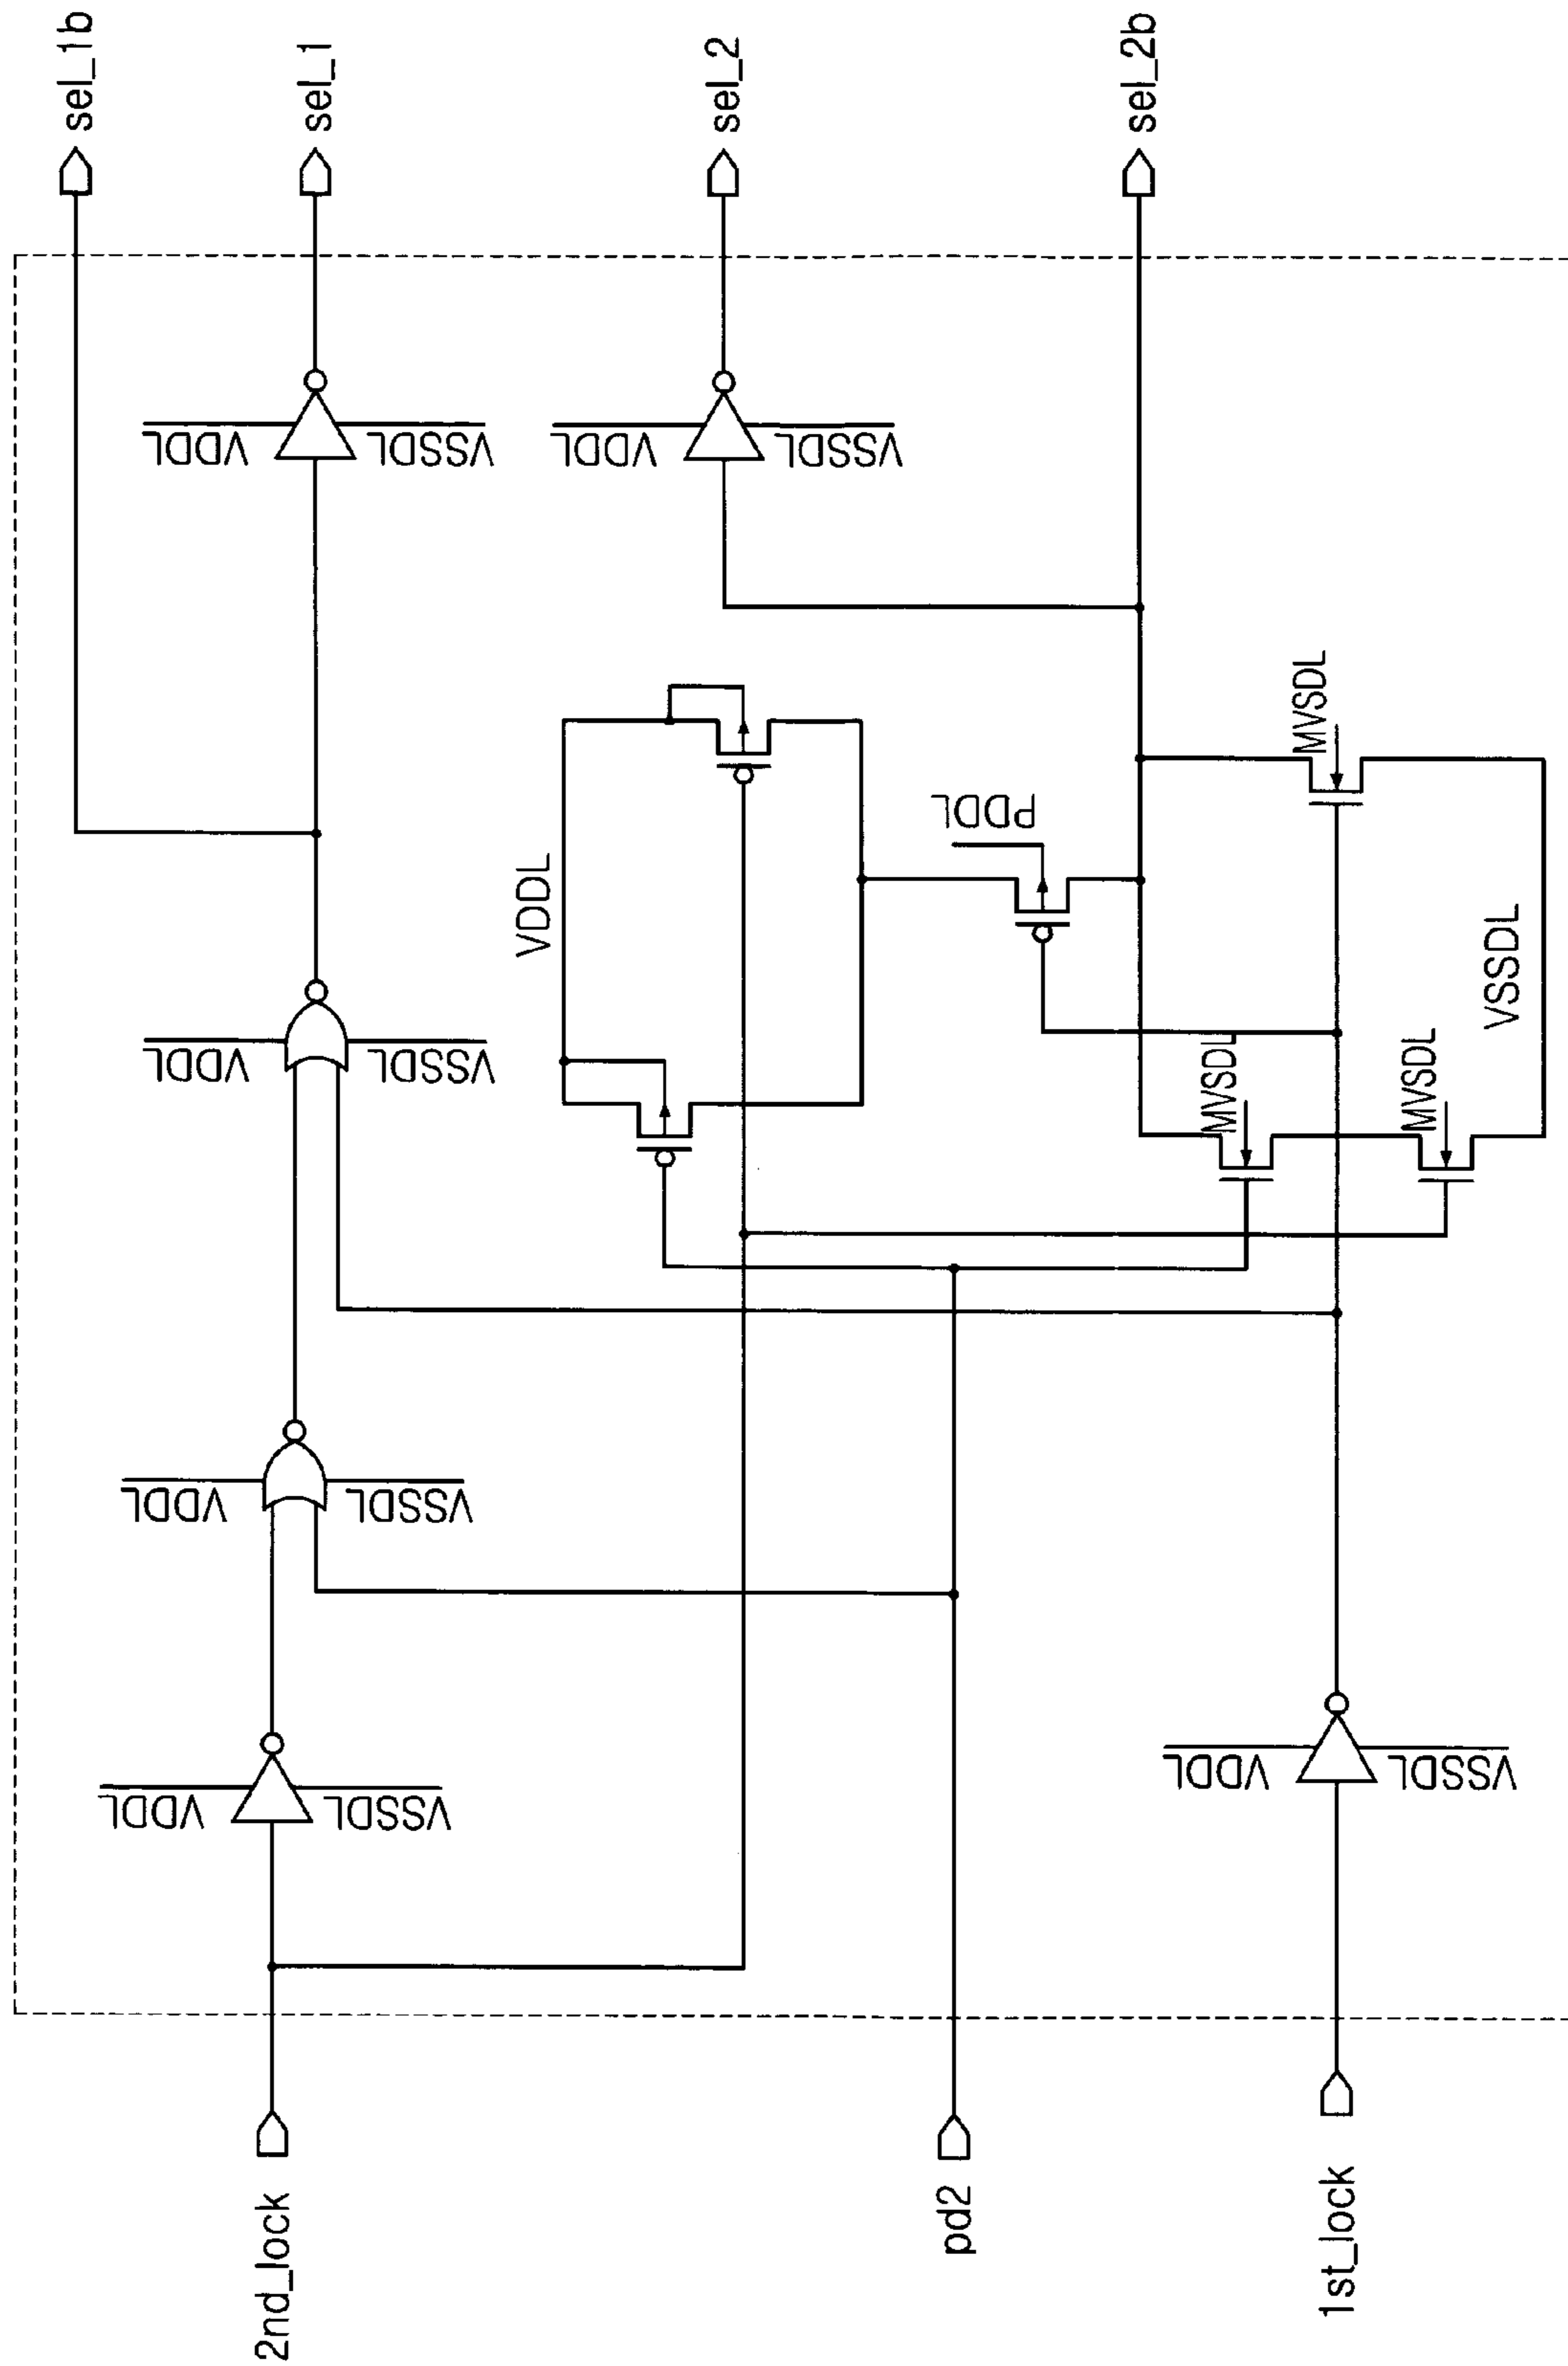 sel_1b
sel_1
sel_2
sel_2b
VDDL
VSSDL
VDDL
VSSDL
MVSDL
PDDL
VDDL
VSSDL
VDDL
VSSDL
MVSDL
MVSDL
VDDL
VSSDL
VDDL
VSSDL
VDDL
VSSDL
2nd_lock
pd2
1st_lock